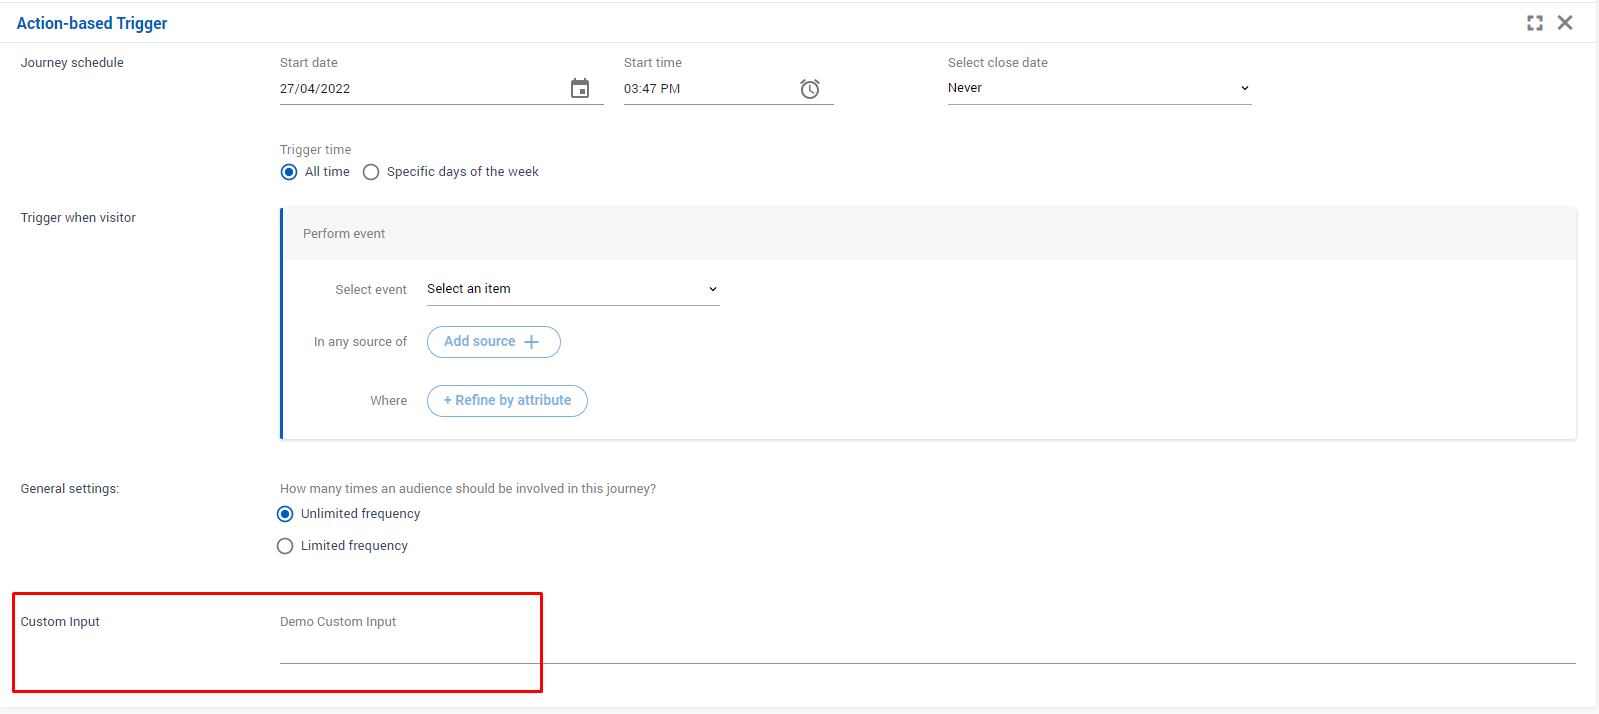 Action-based Trigger
Journey schedule
Start date
Start time
Select close date
27/04/2022
03:47 PM
Never
Trigger time
All time
Specific days of the week
Trigger when visitor
Perform event
Select event
Select an item
In any source of
Add source +
Where
+ Refine by attribute
General settings:
How many times an audience should be involved in this journey?
Unlimited frequency
Limited frequency
Custom Input
Demo Custom Input